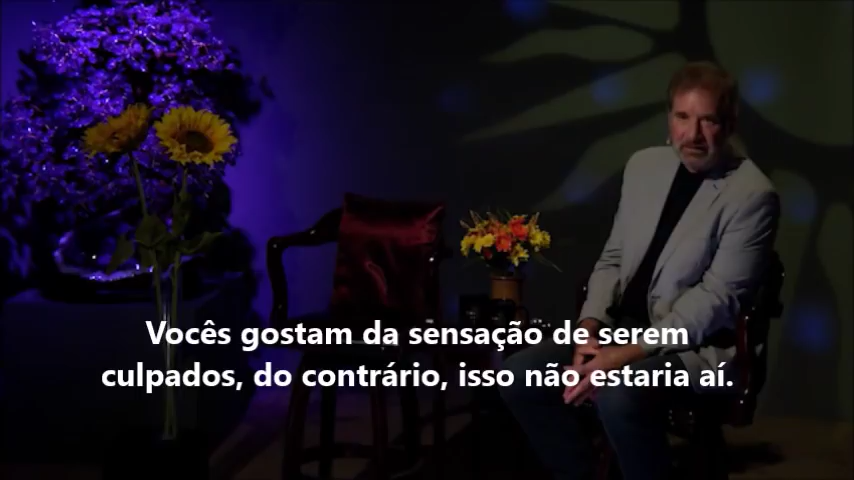 Vocês gostam da sensação de serem
culpados, do contrário, isso não estaria aí.